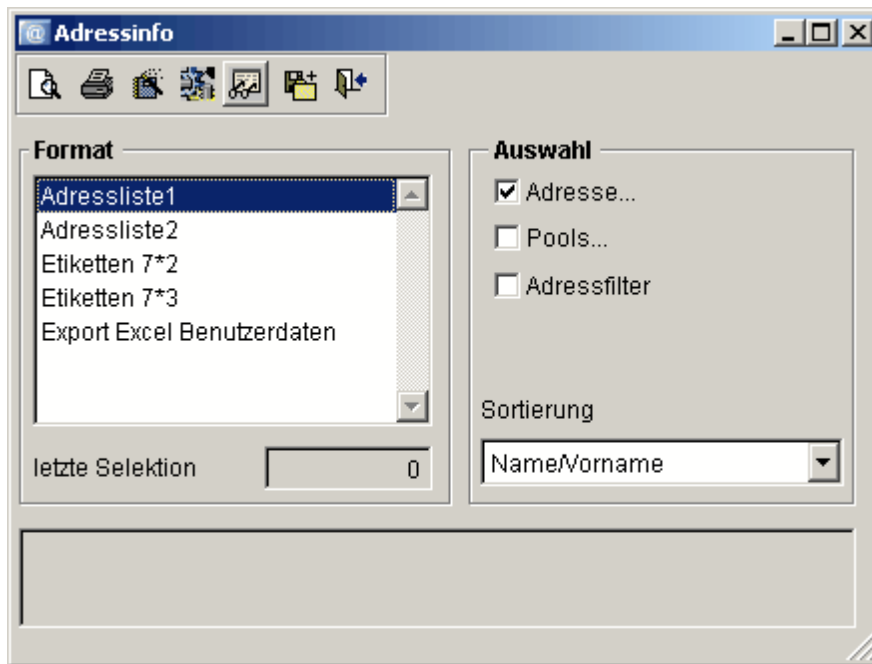 Adressinfo
Format
Adressliste1
Adressliste2
Etiketten 7*2
Etiketten 7*3
Export Excel Benutzerdaten
letzte Selektion
0
Auswahl
Adresse...
Pools...
Adressfilter
Sortierung
Name/Vorname